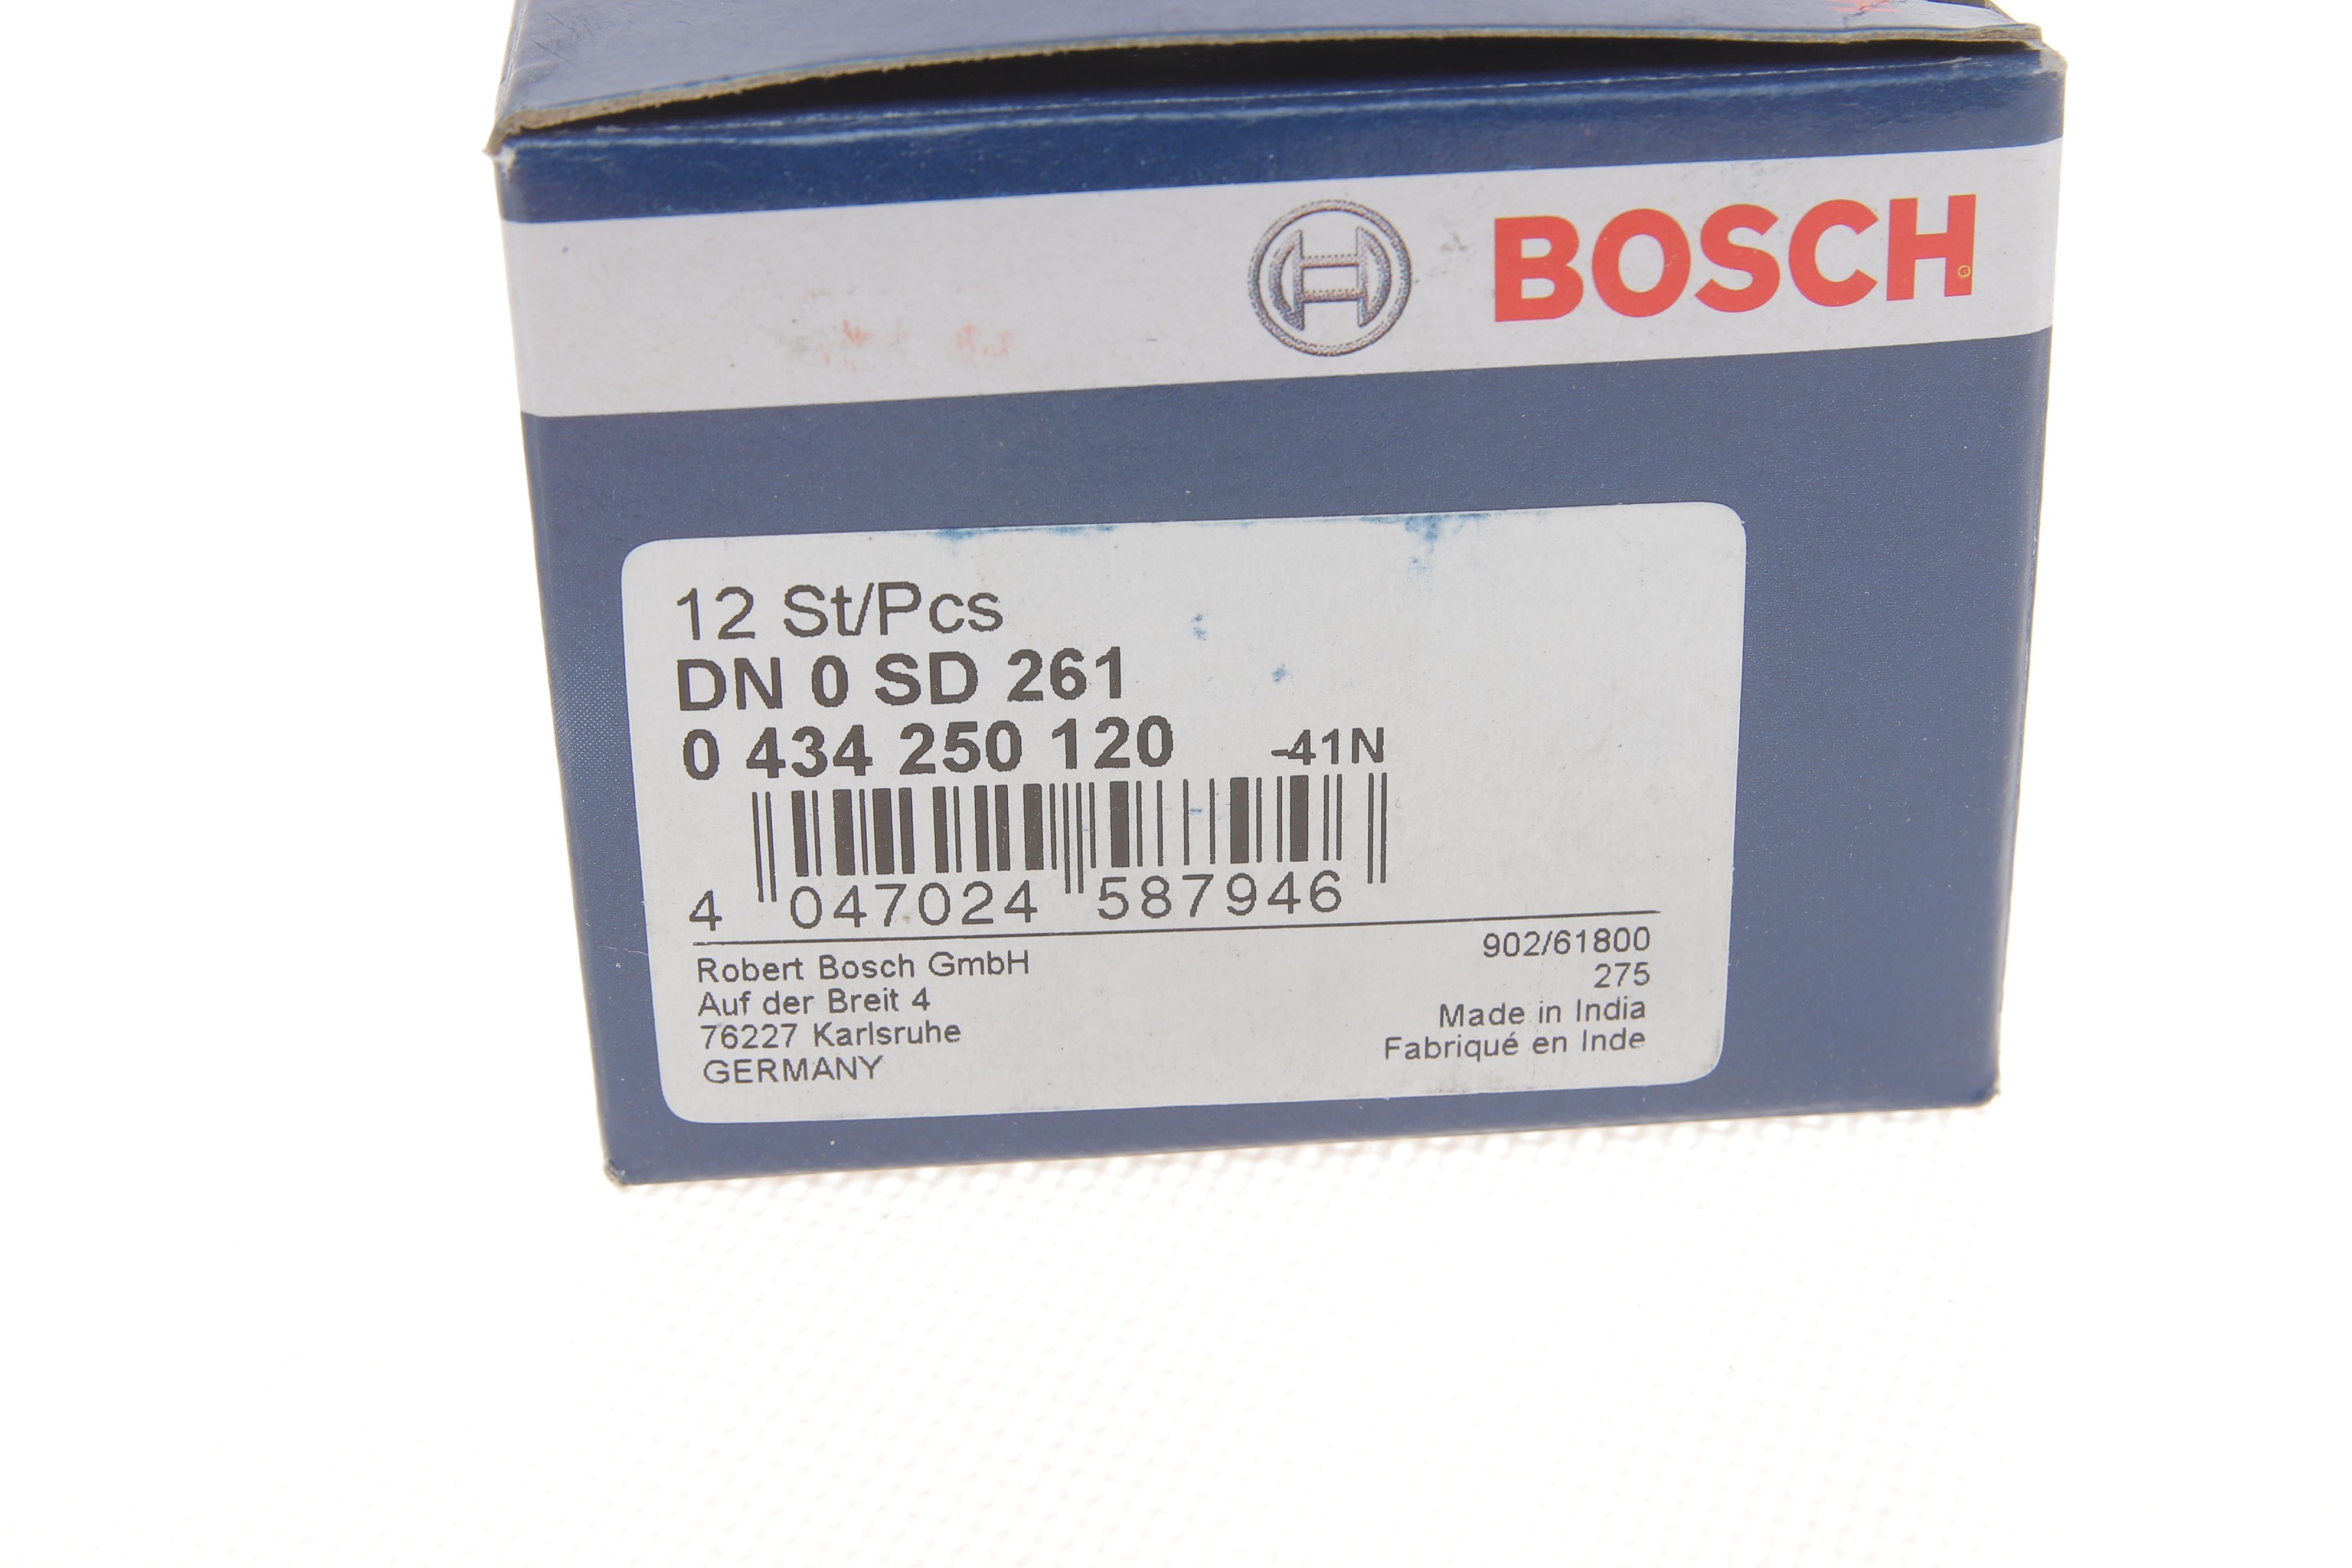 BOSCH
12 St/Pcs
DN 0 SD 261
0 434 250 120 -41N
4 047024 587946
Robert Bosch GmbH
Auf der Breit 4
76227 Karlsruhe
GERMANY
902/61800
275
Made in India
Fabriqué en Inde